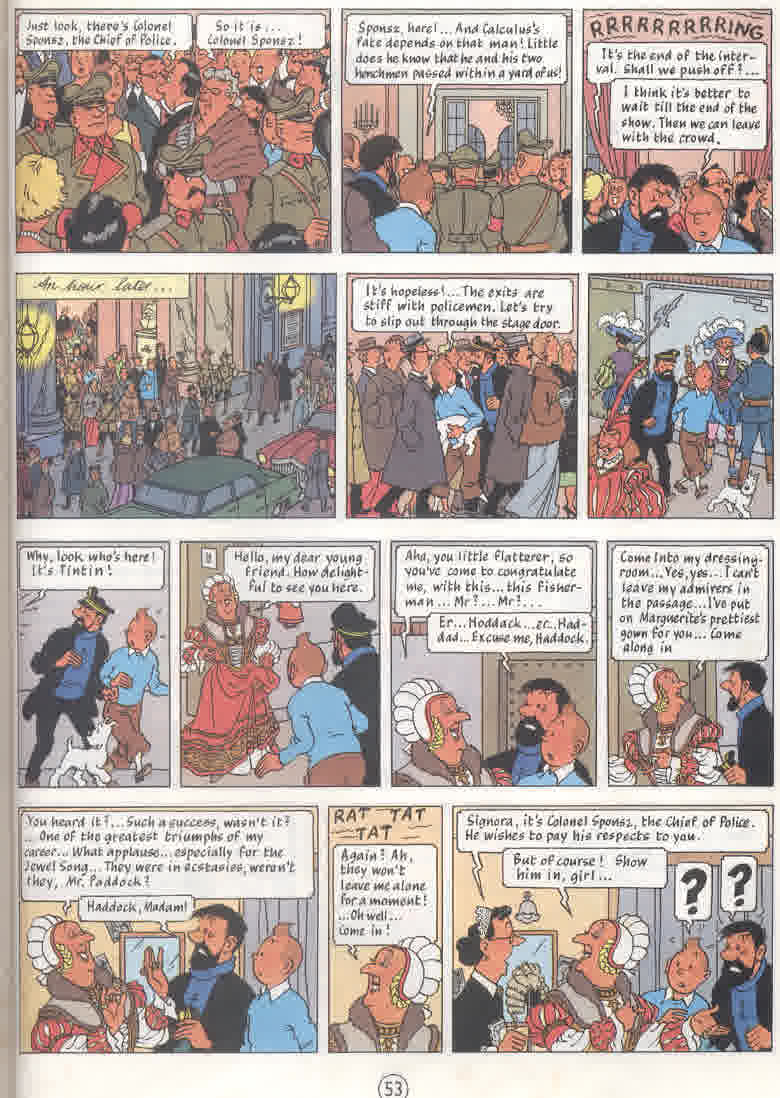 Just look, there's Colonel
Sponsz, the Chief of Police.
So it is...
Colonel Sponsz!
Sponsz, here!... And Calculus's
fate depends on that man! Little
does he know that he and his two
henchmen passed within a yard of us!
RRRRRRRRRING
It's the end of the inter-
val. Shall we push off?...
I think it's better to
wait till the end of the
show. Then we can leave
with the crowd.
An hour later...
It's hopeless!...The exits are
stiff with policemen. Let's try
to slip out through the stage door.
Why, look who's here!
It's Tintin!
Hello, my dear young
friend. How delight-
ful to see you here.
Aha, you little flatterer, so
you've come to congratulate
me, with this... this fisher-
man... Mr?... Mr?...
Er... Hoddack...er...Had-
dad...Excuse me, Haddock.
Come into my dressing-
room...Yes, yes... I can't
leave my admirers in
the passage...I've put
on Marguerite's prettiest
gown for you... Come
along in
You heard it?...Such a success, wasn't it?
... One of the greatest triumphs of my
career... What applause...especially for the
Jewel Song... They were in ecstasies, weren't
they, Mr. Paddock?
Haddock, Madam!
RAT TAT
TAT
Again? Ah,
they won't
leave me alone
for a moment!
...Oh well...
Come in!
Signora, it's Colonel Sponsz, the Chief of Police.
He wishes to pay his respects to you.
But of course! Show
him in, girl...
?
?
53